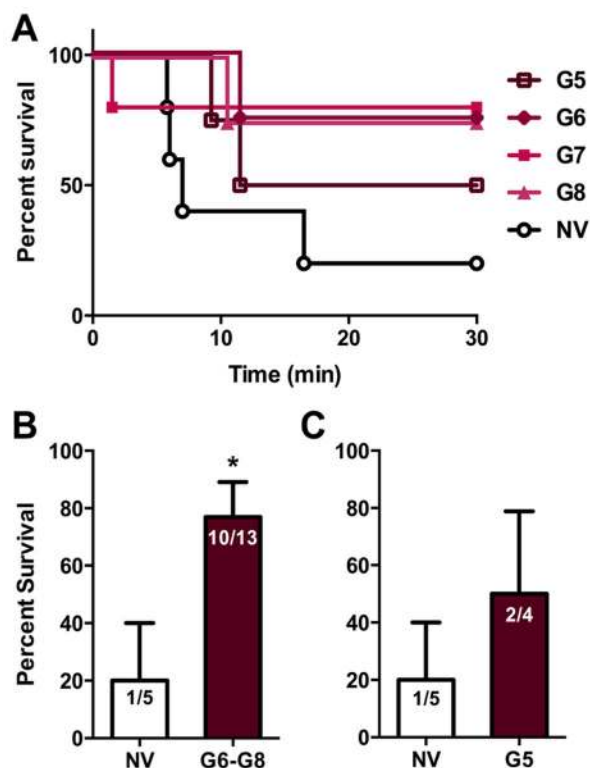 A
Percent survival
100
50
0
0 10 20 30
Time (min)
G5
G6
G7
G8
NV
B
Percent Survival
100
80
60
40
20
0
*
10/13
1/5
NV G6-G8
C
100
80
60
40
20
0
2/4
1/5
NV G5